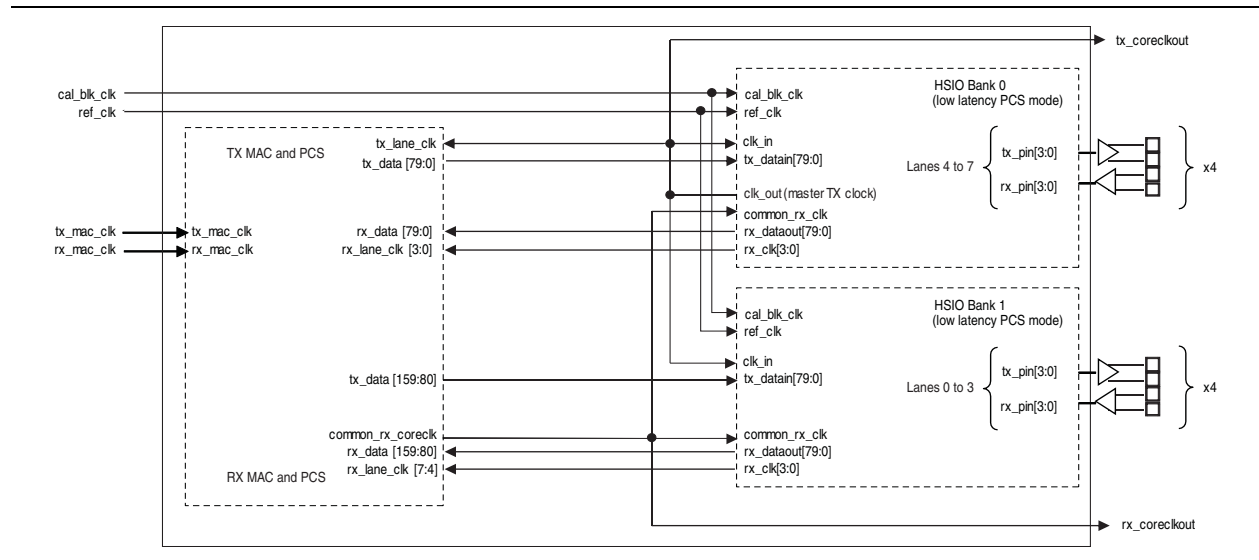 tx_coreclkout
cal_blk_clk
ref_clk
TX MAC and PCS
tx_lane_clk
tx_data [79:0]
tx_mac_clk
rx_mac_clk
tx_mac_clk
rx_mac_clk
rx_data [79:0]
rx_lane_clk [3:0]
tx_data [159:80]
common_rx_coreclk
rx_data [159:80]
rx_lane_clk [7:4]
RX MAC and PCS
HSIO Bank 0
(low latency PCS mode)
cal_blk_clk
ref_clk
clk_in
tx_datain[79:0]
clk_out (master TX clock)
common_rx_clk
rx_dataout[79:0]
rx_clk[3:0]
Lanes 4 to 7
tx_pin[3:0]
rx_pin[3:0]
x4
HSIO Bank 1
(low latency PCS mode)
cal_blk_clk
ref_clk
clk_in
tx_datain[79:0]
common_rx_clk
rx_dataout[79:0]
rx_clk[3:0]
Lanes 0 to 3
tx_pin[3:0]
rx_pin[3:0]
x4
rx_coreclkout